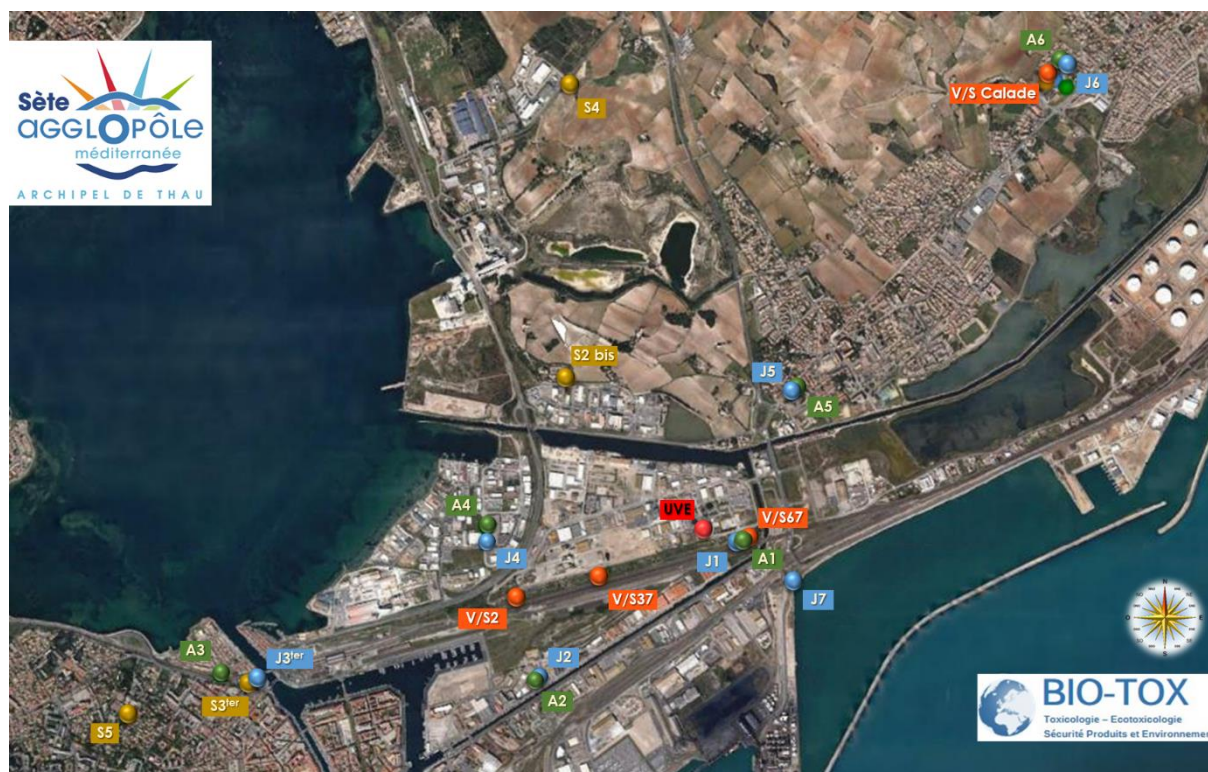 Sète
agglopôle
méditerranée
ARCHIPEL DE THAU
A6
V/S Calade
J6
S4
S2 bis
J5
A5
A4
UVE
V/S67
J4
J1
A1
V/S37
J7
V/S2
A3
J3ter
J2
S3ter
A2
S5
N
O
E
S
BIO-TOX
Toxicologie – Ecotoxicologie
Sécurité Produits et Environnement